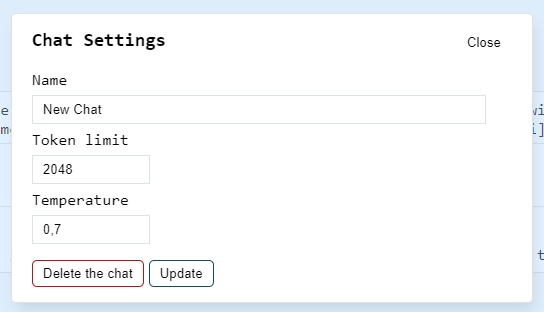 Chat Settings
Close
Name
New Chat
Token limit
2048
Temperature
0,7
Delete the chat
Update